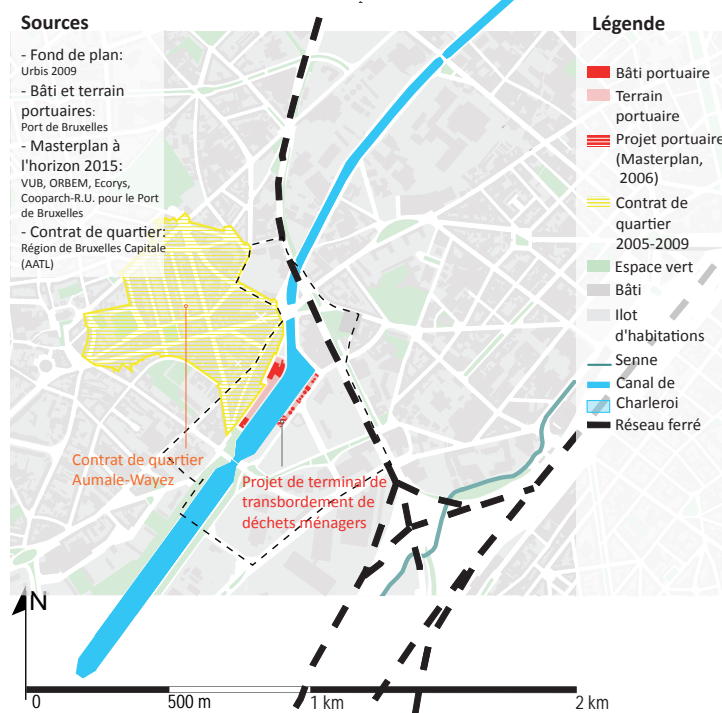 Sources
- Fond de plan:
Urbis 2009
- Bâti et terrain
portuaires:
Port de Bruxelles
- Masterplan à
l'horizon 2015:
VUB, ORBEM, Ecorys,
Cooparch-R.U. pour le Port
de Bruxelles
- Contrat de quartier:
Région de Bruxelles Capitale
(AATL)
Légende
Bâti portuaire
Terrain
portuaire
Projet portuaire
(Masterplan,
2006)
Contrat de
quartier
2005-2009
Espace vert
Bâti
Ilot
d'habitations
Senne
Canal de
Charleroi
Réseau ferré
Contrat de quartier
Aumale-Wayez
Projet de terminal de
transbordement de
déchets ménagers
N
0
500 m
1 km
2 km